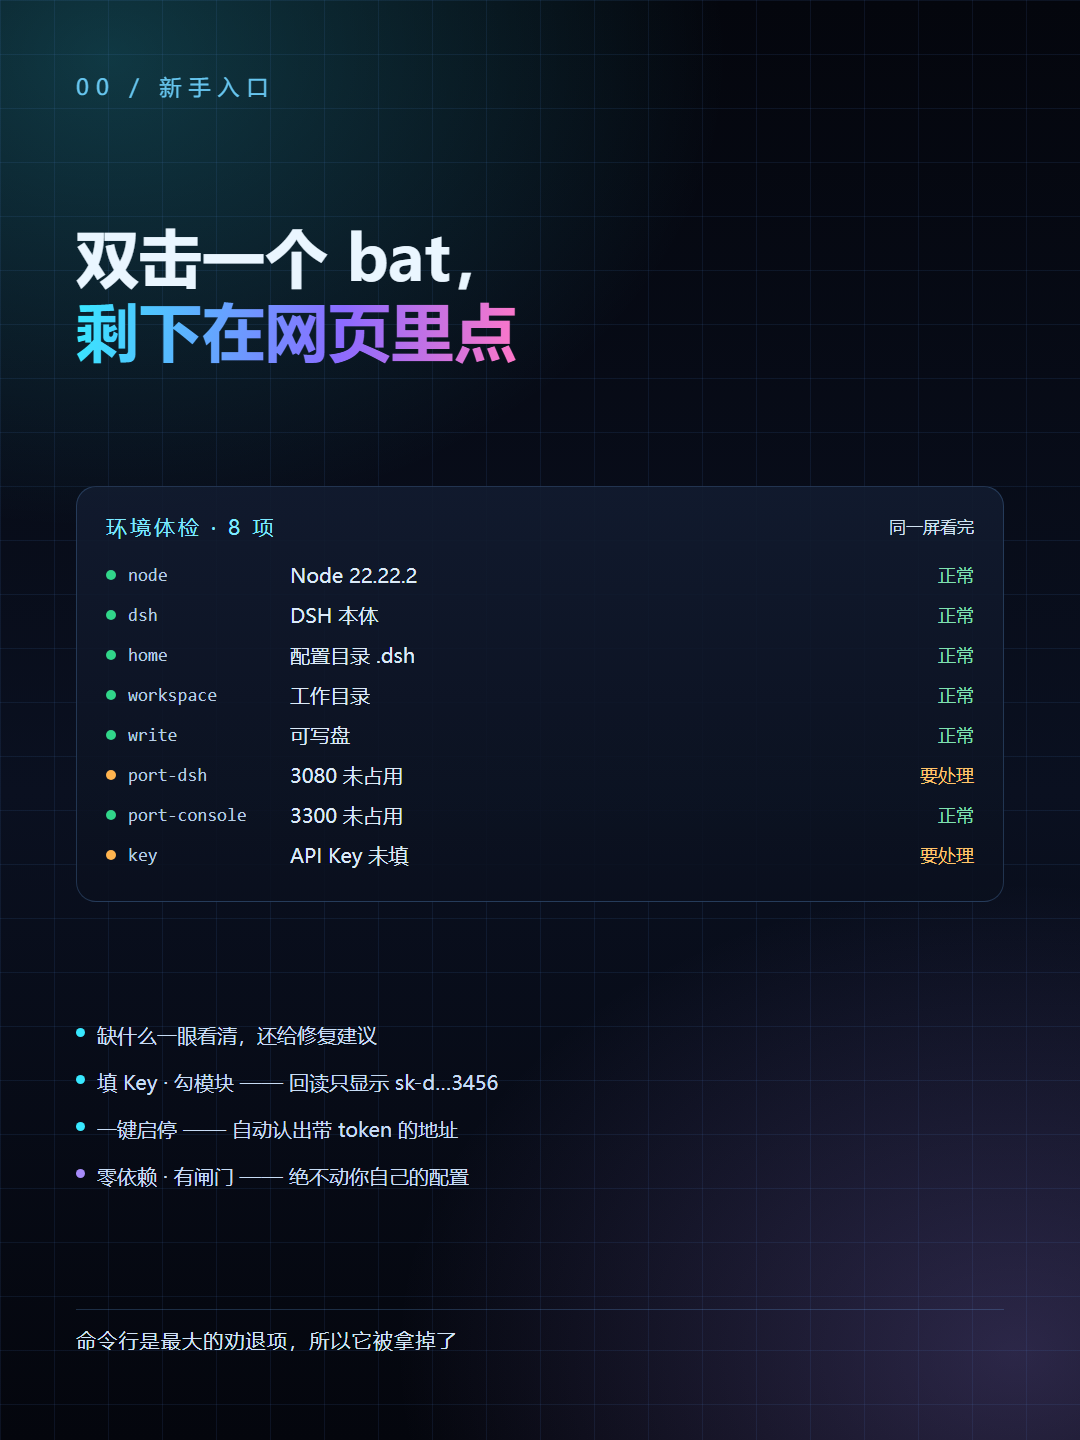 00 / 新手入口
双击一个 bat，
剩下在网页里点
环境体检 · 8 项 同一屏看完
node Node 22.22.2 正常
dsh DSH 本体 正常
home 配置目录 .dsh 正常
workspace 工作目录 正常
write 可写盘 正常
port-dsh 3080 未占用 要处理
port-console 3300 未占用 正常
key API Key 未填 要处理
缺什么一眼看清，还给修复建议
填 Key · 勾模块 —— 回读只显示 sk-d…3456
一键启停 —— 自动认出带 token 的地址
零依赖 · 有闸门 —— 绝不动你自己的配置
命令行是最大的劝退项，所以它被拿掉了